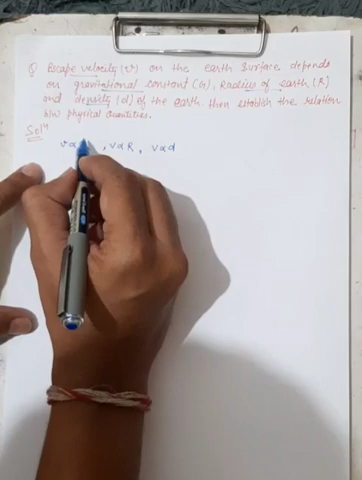 Q Escape velocity (v) on the earth surface depends
on gravitational constant (G), Radius of earth (R)
and depsity (d) of the earth then establish the relation
b/w physical quantities.
Solⁿ
v α , v α R, v α d